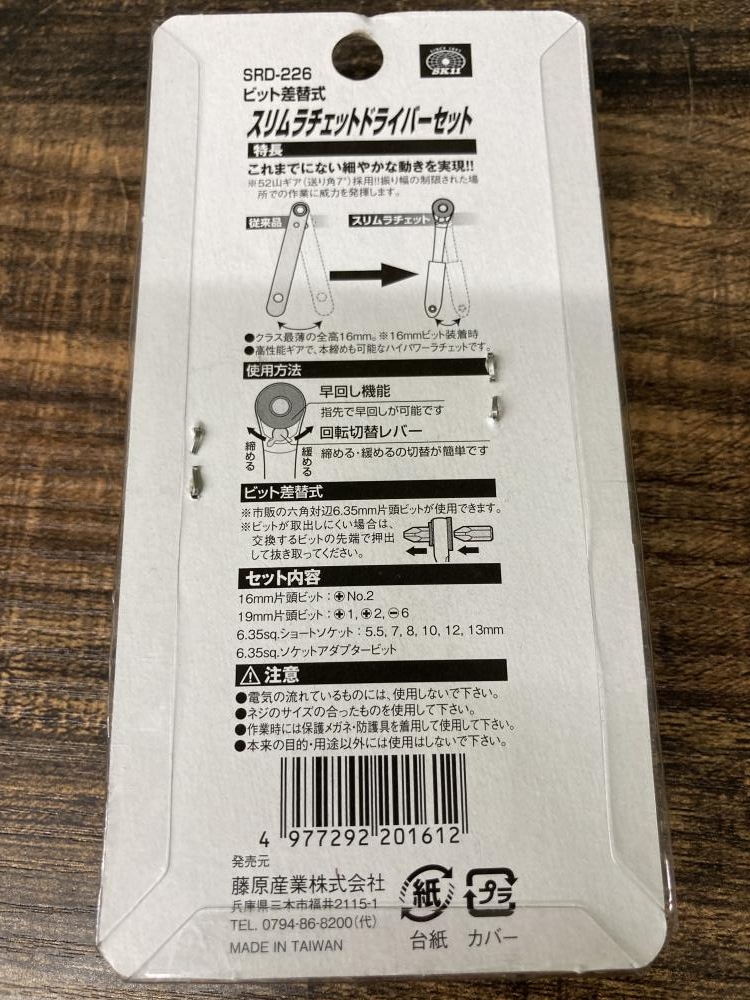 SRD-226
SINCE 1895
SK11
ビット差替式
スリムラチェットドライバーセット
特長
これまでにない細やかな動きを実現!!
※52山ギア(送り角7°)採用!!振り幅の制限された場
所での作業に威力を発揮します。
従来品
スリムラチェット
●クラス最薄の全高16mm。※16mmビット装着時
●高性能ギアで、本締めも可能なハイパワーラチェットです。
使用方法
早回し機能
指先で早回しが可能です
回転切替レバー
締める・緩めるの切替が簡単です
締める
緩める
ビット差替式
※市販の六角対辺6.35mm片頭ビットが使用できます。
※ビットが取出しにくい場合は、
交換するビットの先端で押出
して抜き取ってください。
セット内容
16mm片頭ビット:⊕No.2
19mm片頭ビット:⊕1, ⊕2, ⊖6
6.35sq.ショートソケット: 5.5, 7, 8, 10, 12, 13mm
6.35sq.ソケットアダプタービット
注意
●電気の流れているものには、使用しないで下さい。
●ネジのサイズの合ったものを使用して下さい。
●作業時には保護メガネ・防護具を着用して使用して下さい。
●本来の目的・用途以外には使用はしないで下さい。
4 977292 201612
発売元
藤原産業株式会社
兵庫県三木市福井2115-1
TEL. 0794-86-8200(代)
MADE IN TAIWAN
紙
台紙
プラ
カバー